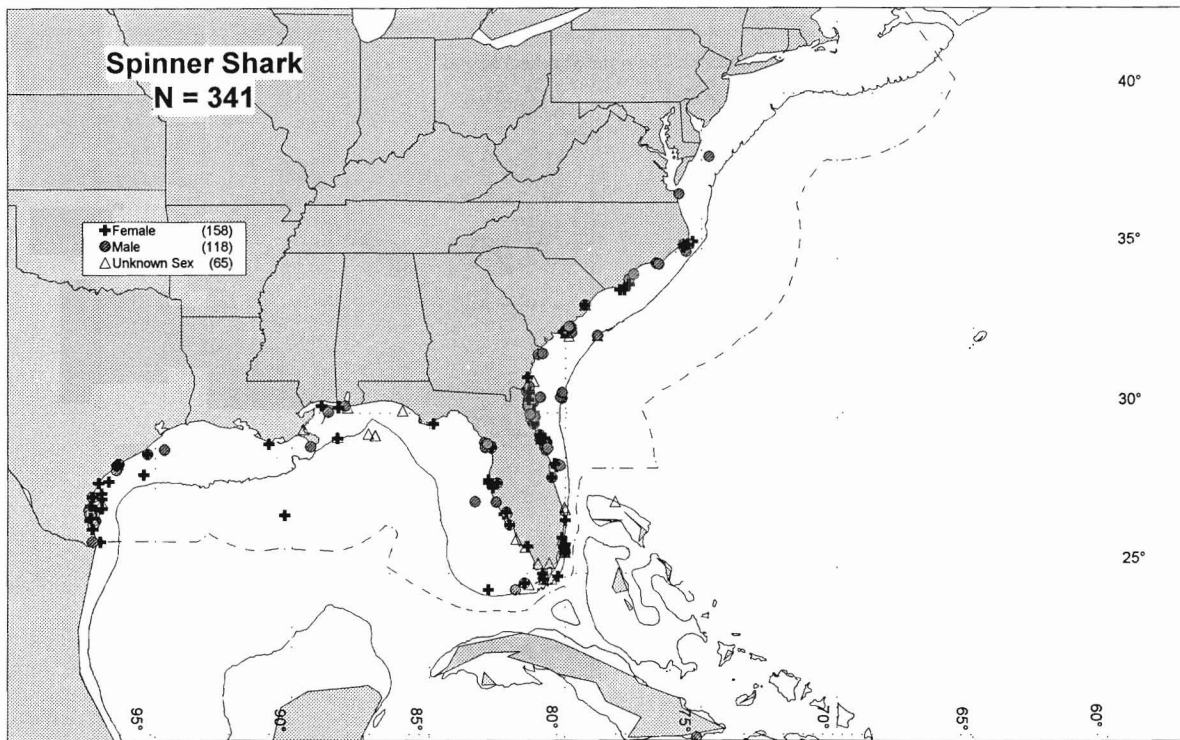 Spinner Shark
N = 341
Female (158)
Male (118)
Unknown Sex (65)
40°
35°
30°
25°
95°
90°
85°
80°
75°
70°
65°
60°